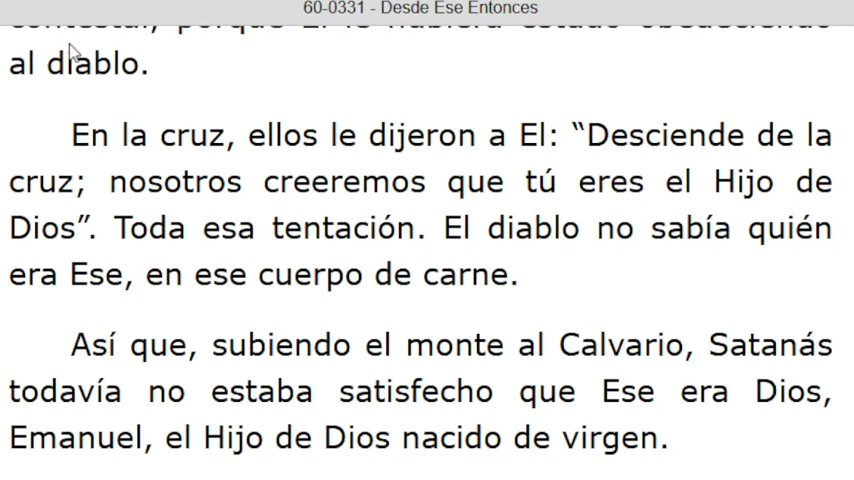 60-0331 - Desde Ese Entonces
al diablo.
En la cruz, ellos le dijeron a El: “Desciende de la
cruz; nosotros creeremos que tú eres el Hijo de
Dios”. Toda esa tentación. El diablo no sabía quién
era Ese, en ese cuerpo de carne.
Así que, subiendo el monte al Calvario, Satanás
todavía no estaba satisfecho que Ese era Dios,
Emanuel, el Hijo de Dios nacido de virgen.